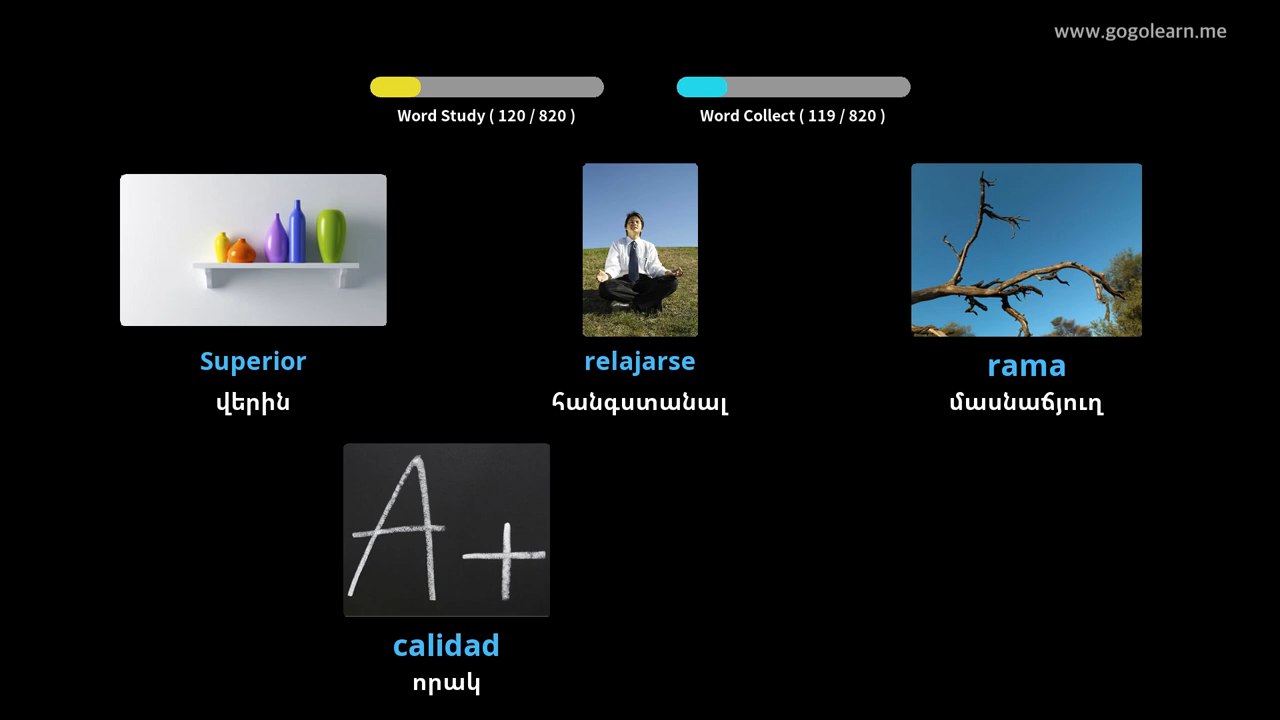 www.gogolearn.me
Word Study ( 120 / 820 )
Word Collect ( 119 / 820 )
Superior
վերին
relajarse
հանգստանալ
rama
մասնաճյուղ
A+
calidad
որակ